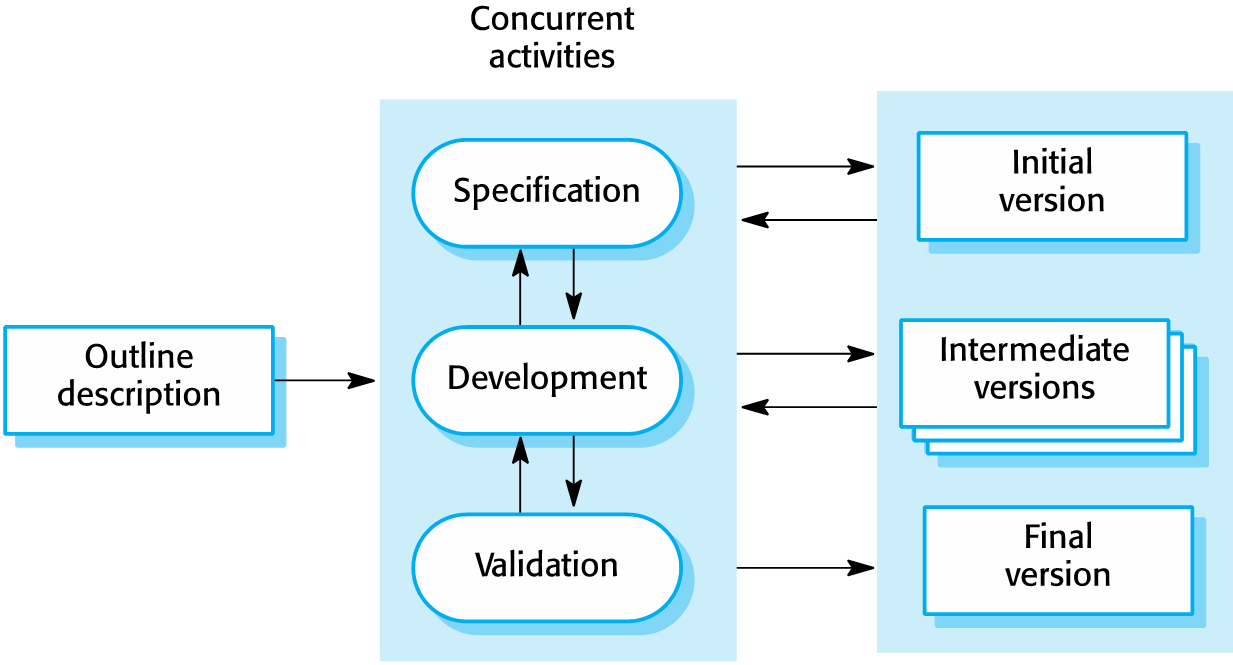 Concurrent
activities
Outline
description
Specification
Development
Validation
Initial
version
Intermediate
versions
Final
version